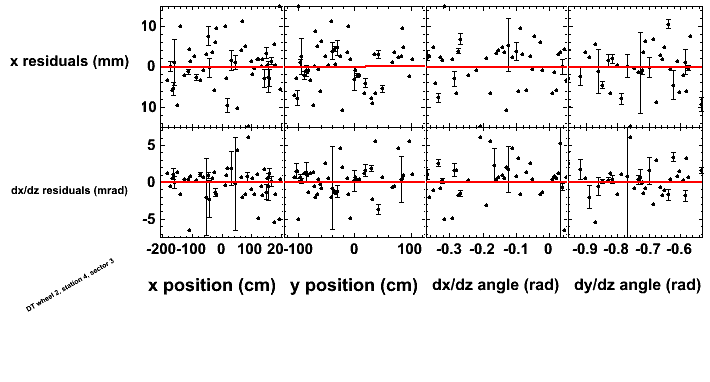 10
x residuals (mm)
0
10
5
dx/dz residuals (mrad)
0
-5
-200 -100 0 100 20 -100 0 100 -0.3 -0.2 -0.1 0 -0.9 -0.8 -0.7 -0.6
x position (cm) y position (cm) dx/dz angle (rad) dy/dz angle (rad)
DT wheel 2, station 4, sector 3